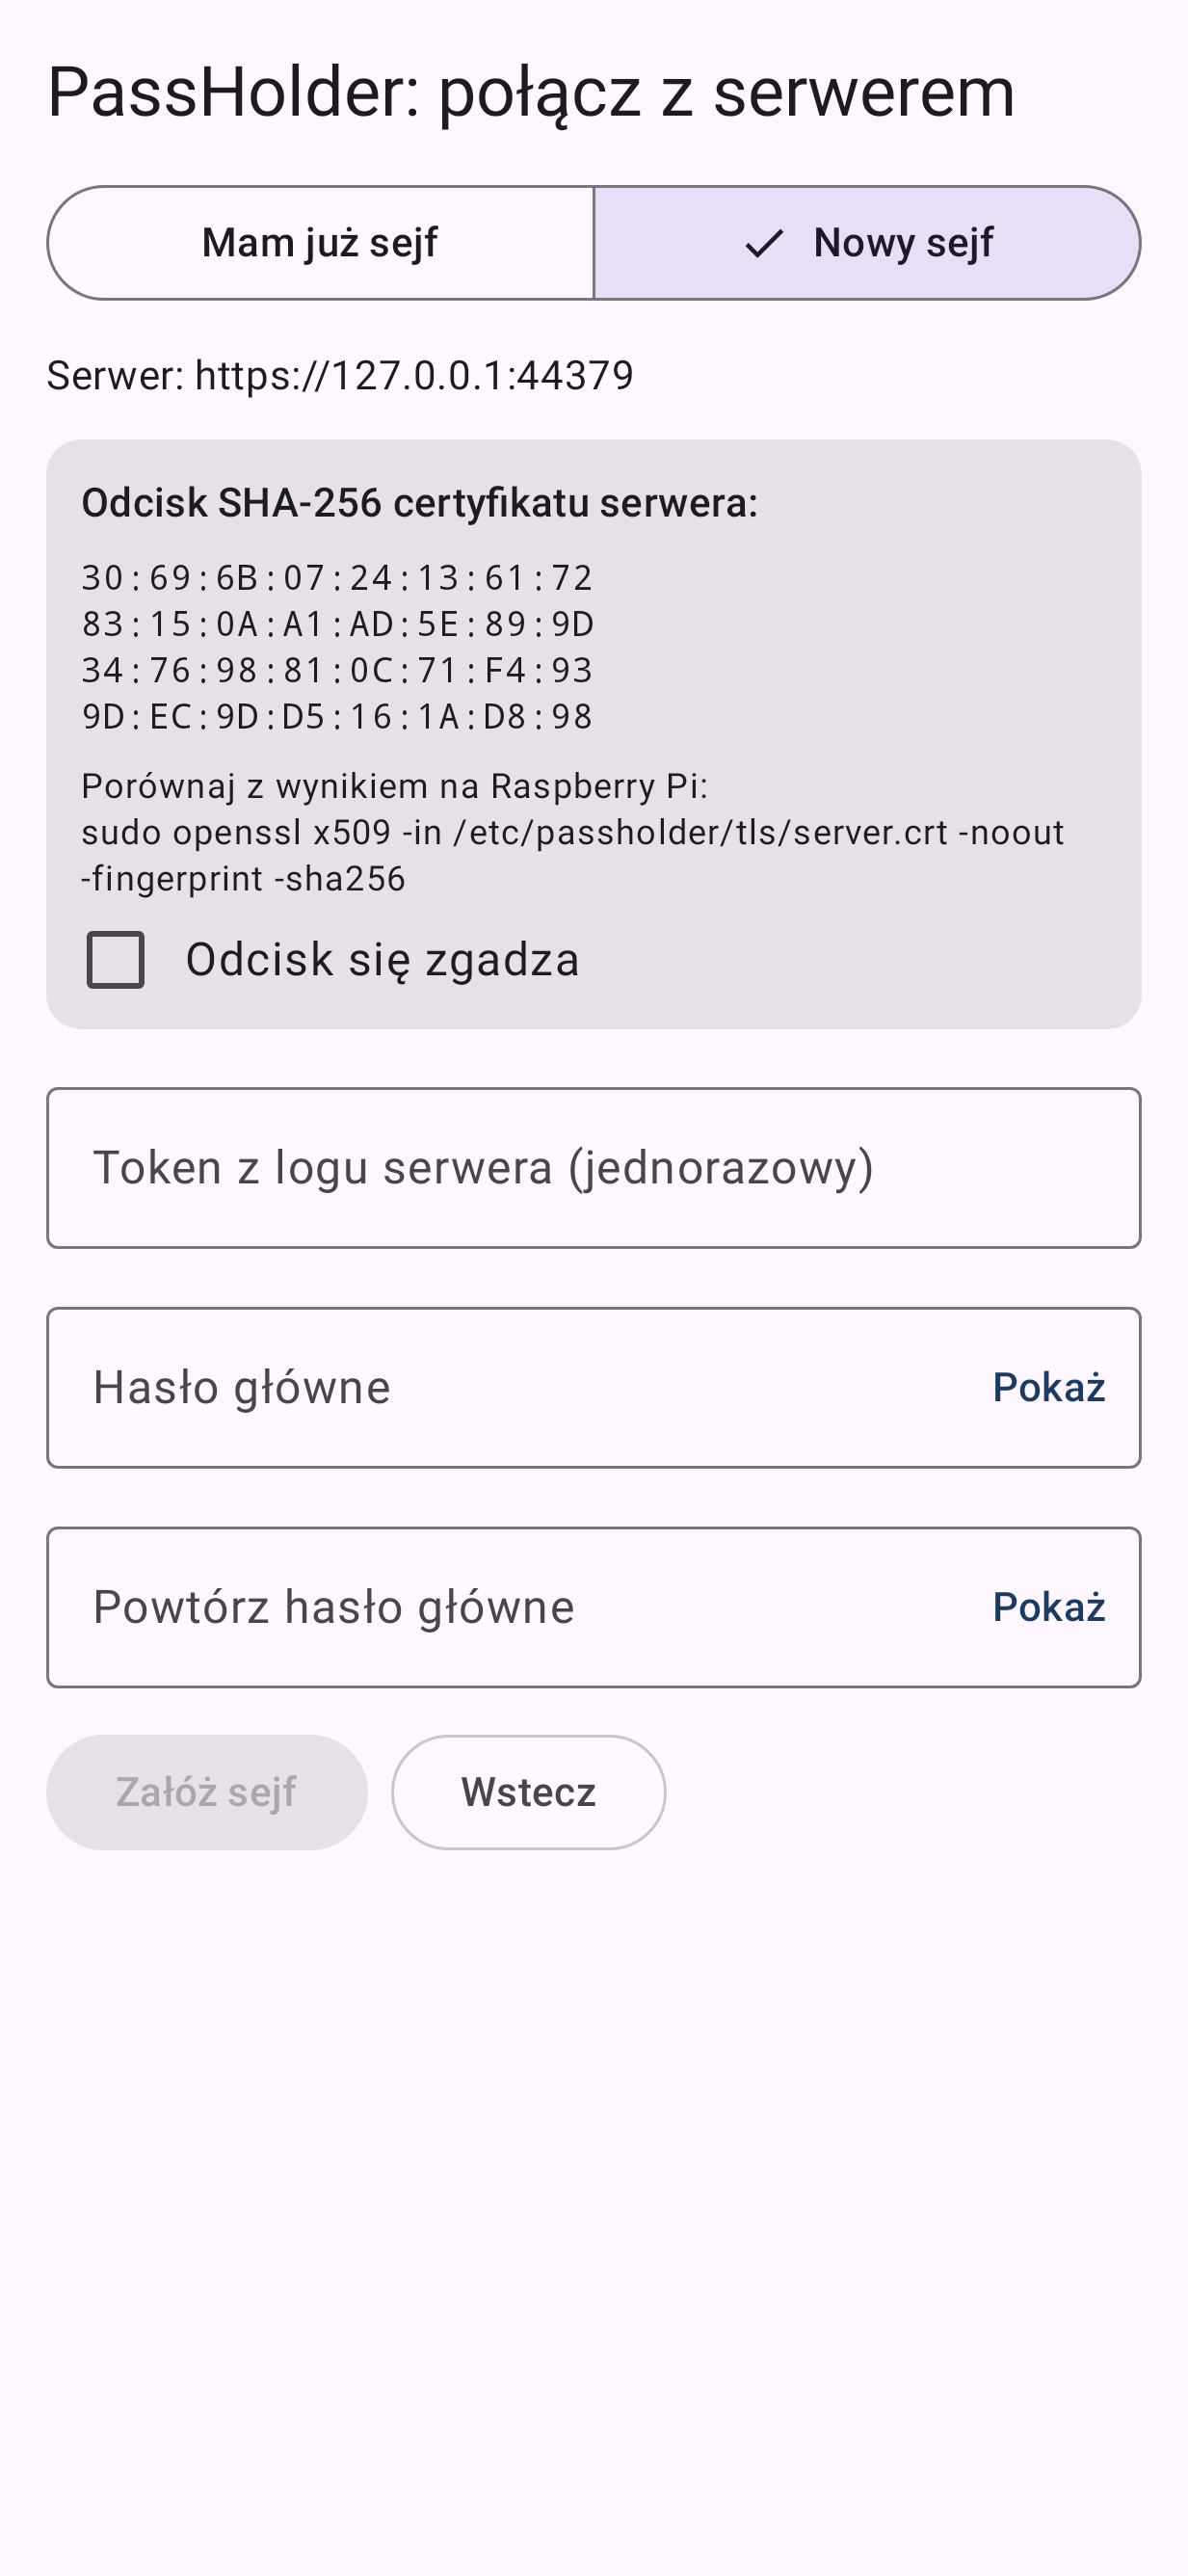 PassHolder: połącz z serwerem
Mam już sejf
Nowy sejf
Serwer: https://127.0.0.1:44379
Odcisk SHA-256 certyfikatu serwera:
30:69:6B:07:24:13:61:72
83:15:0A:A1:AD:5E:89:9D
34:76:98:81:0C:71:F4:93
9D:EC:9D:D5:16:1A:D8:98
Porównaj z wynikiem na Raspberry Pi:
sudo openssl x509 -in /etc/passholder/tls/server.crt -noout
-fingerprint -sha256
Odcisk się zgadza
Token z logu serwera (jednorazowy)
Hasło główne
Pokaż
Powtórz hasło główne
Pokaż
Załóż sejf
Wstecz